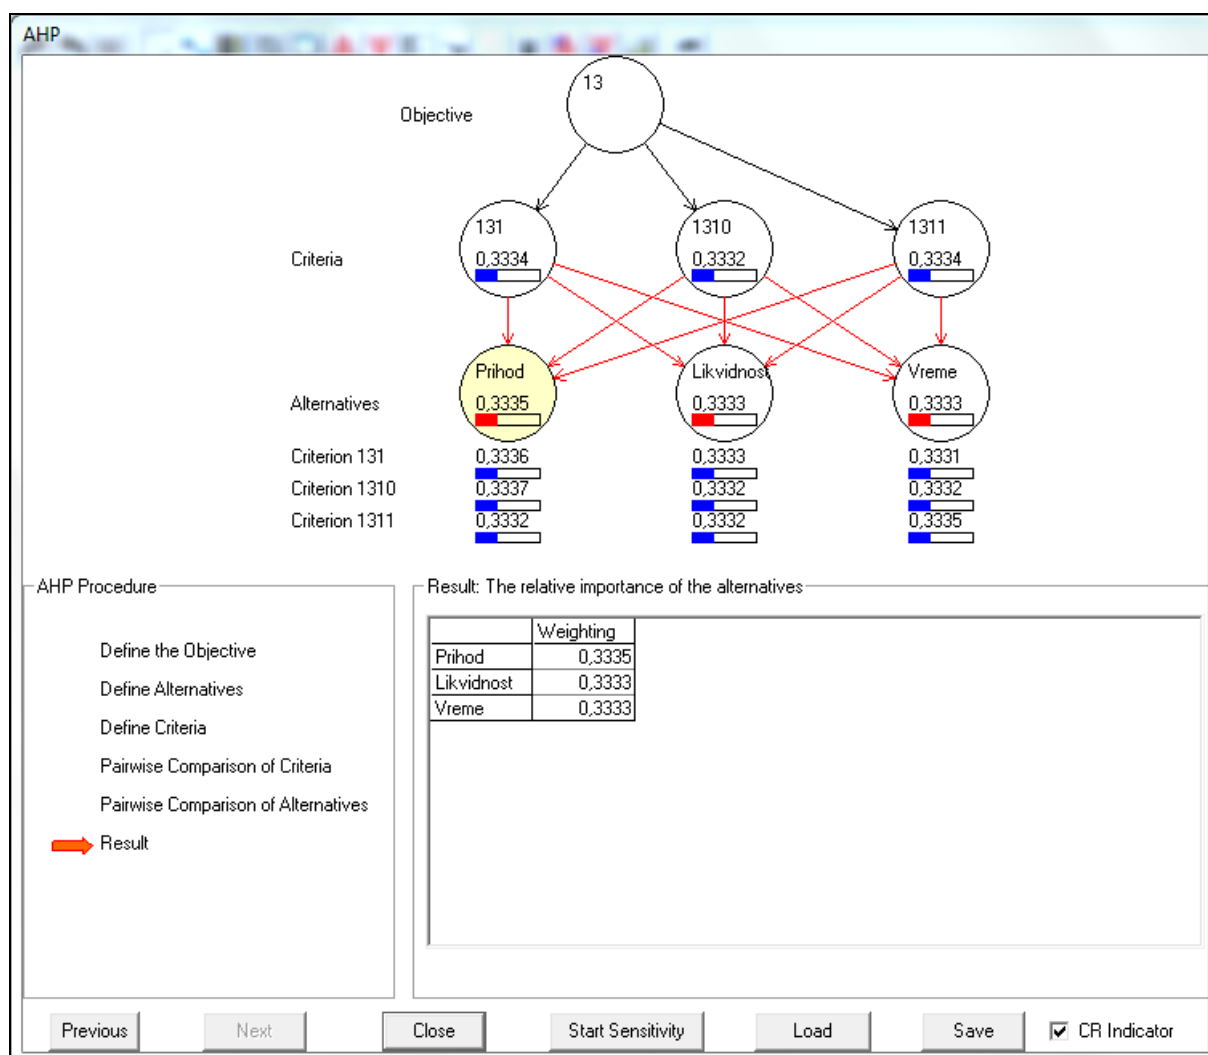 AHP
13
Objective
131 1310 1311
Criteria 0,3334 0,3332 0,3334
Prihod Likvidnost Vreme
Alternatives 0,3335 0,3333 0,3333
Criterion 131 0,3336 0,3333 0,3331
Criterion 1310 0,3337 0,3332 0,3332
Criterion 1311 0,3332 0,3332 0,3335
AHP Procedure
Define the Objective
Define Alternatives
Define Criteria
Pairwise Comparison of Criteria
Pairwise Comparison of Alternatives
Result
Result: The relative importance of the alternatives
Weighting
Prihod 0,3335
Likvidnost 0,3333
Vreme 0,3333
Previous Next Close Start Sensitivity Load Save CR Indicator